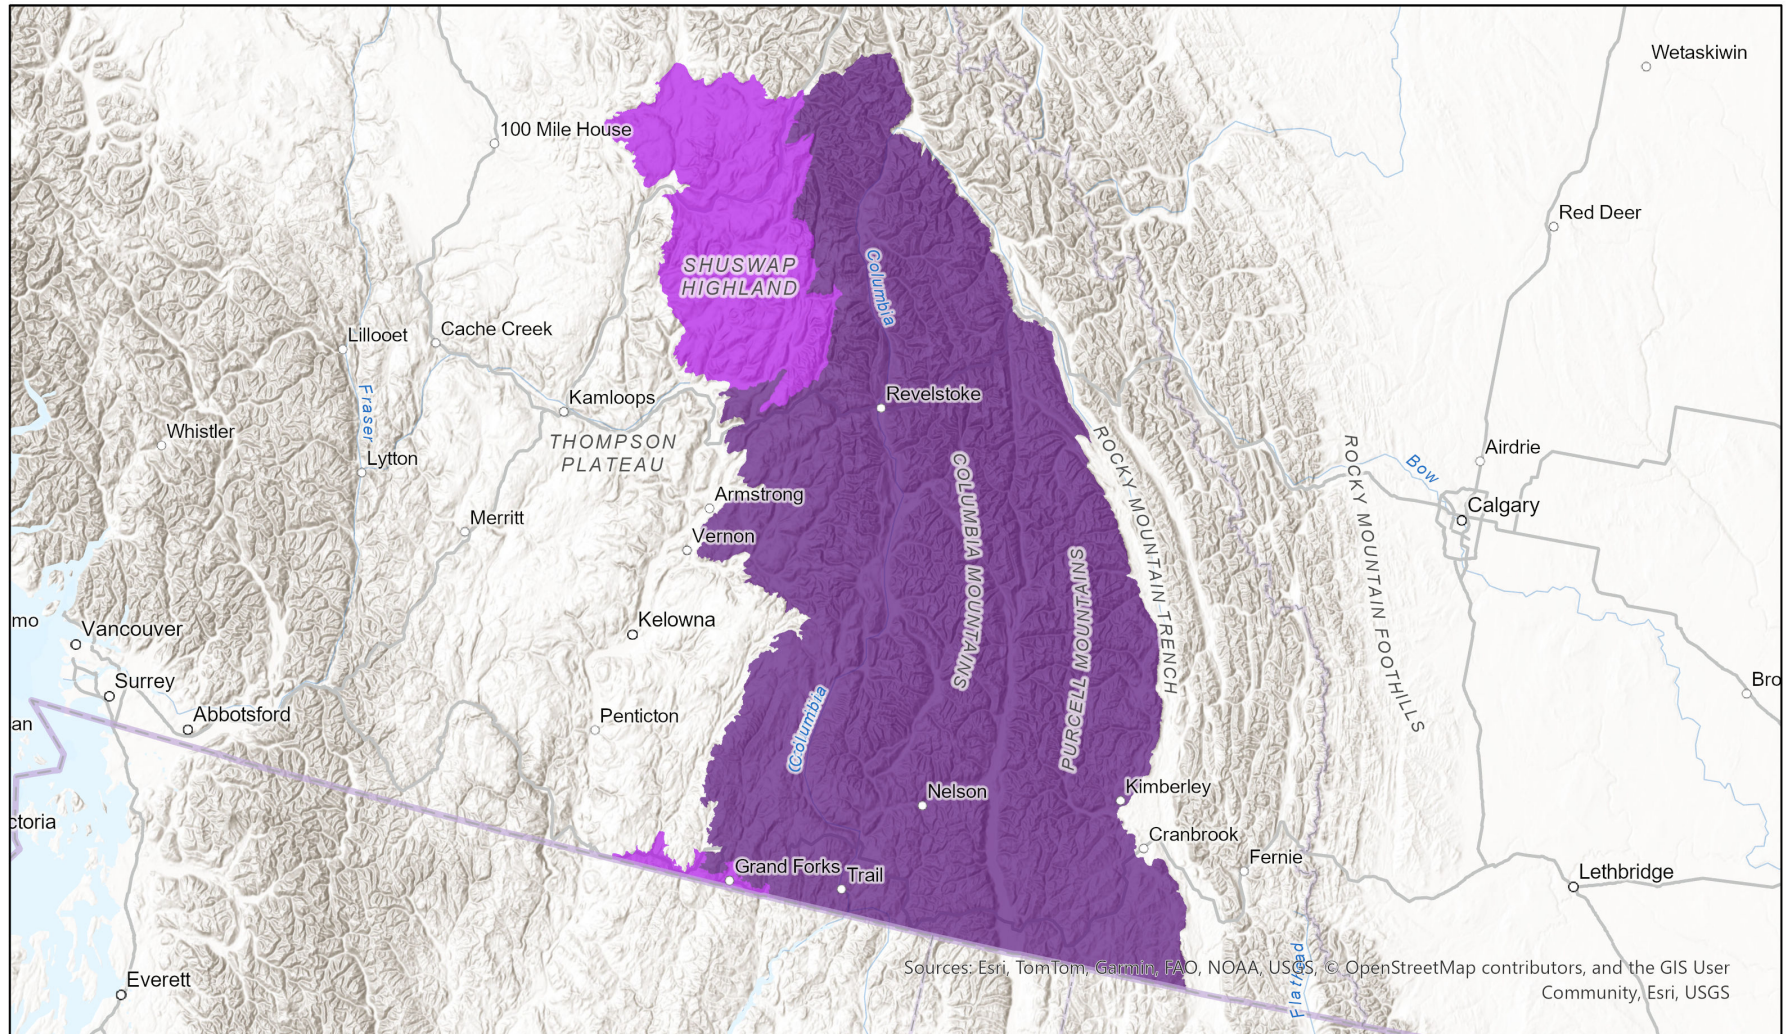 Wetaskiwin
100 Mile House
Red Deer
SHUSWAP
HIGHLAND
Columbia
Lillooet
Cache Creek
Kamloops
Revelstoke
Fraser
Whistler
THOMPSON
PLATEAU
Lytton
ROCKY MOUNTAIN TRENCH
ROCKY MOUNTAIN FOOTHILLS
Airdrie
Bow
COLUMBIA MOUNTAINS
Armstrong
Calgary
Merritt
Vernon
PURCELL MOUNTAINS
mo
Vancouver
Kelowna
Surrey
Bro
Columbia
an
Abbotsford
Penticton
Nelson
Kimberley
ctoria
Cranbrook
Grand Forks
Trail
Fernie
Lethbridge
Flathead
Everett
Sources: Esri, TomTom, Garmin, FAO, NOAA, USGS, © OpenStreetMap contributors, and the GIS User
Community, Esri, USGS